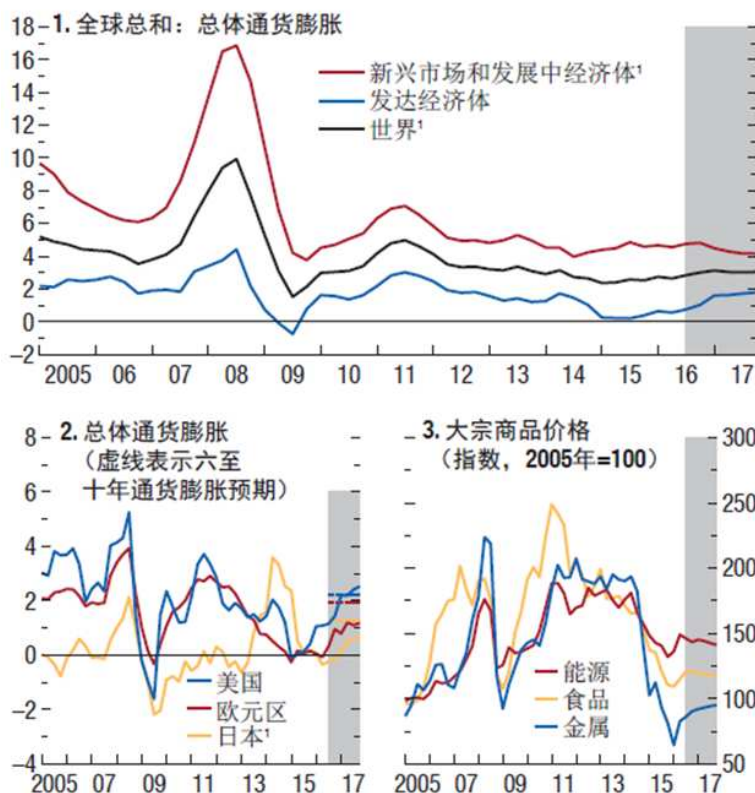 1. 全球总和：总体通货膨胀
新兴市场和发展中经济体¹
发达经济体
世界¹
18
16
14
12
10
8
6
4
2
0
−2
2005 06 07 08 09 10 11 12 13 14 15 16 17
2. 总体通货膨胀
（虚线表示六至
十年通货膨胀预期）
8
6
4
2
0
−2
−4
美国
欧元区
日本¹
2005 07 09 11 13 15 17
3. 大宗商品价格
（指数，2005年=100）
300
250
200
150
100
50
能源
食品
金属
2005 07 09 11 13 15 17